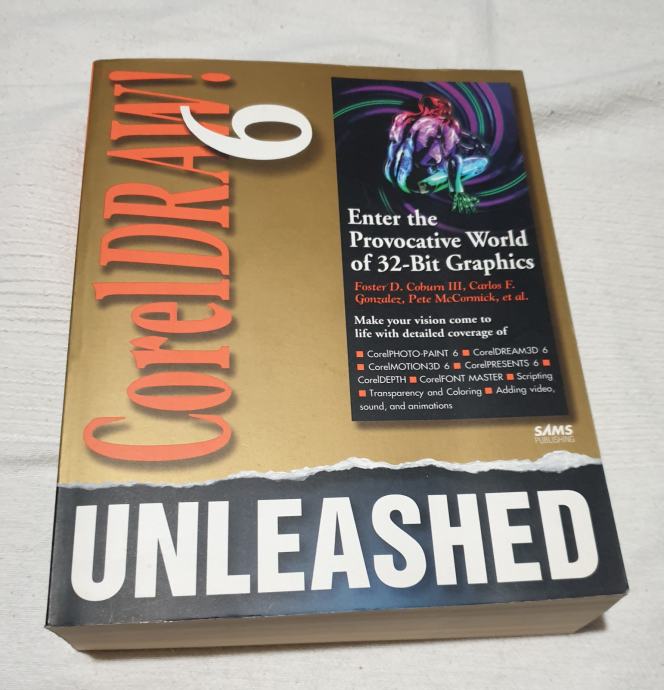 CorelDRAW! 6
Enter the
Provocative World
of 32-Bit Graphics
Foster D. Coburn III, Carlos F.
Gonzalez, Pete McCormick, et al.
Make your vision come to
life with detailed coverage of
■ CorelPHOTO-PAINT 6 ■ CorelDREAM3D 6
■ CorelMOTION3D 6 ■ CorelPRESENTS 6 ■
CorelDEPTH ■ CorelFONT MASTER ■ Scripting
■ Transparency and Coloring ■ Adding video,
sound, and animations
SAMS
PUBLISHING
UNLEASHED